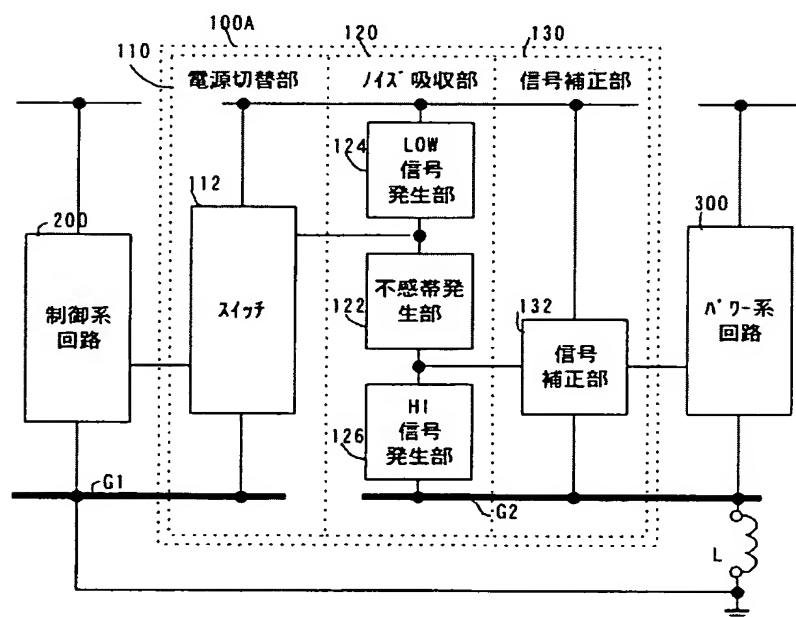 100A
110
120
130
電源切替部
ノイズ吸収部
信号補正部
124
LOW
信号
発生部
112
200
300
制御系
回路
スイッチ
122
不感帯発
生部
132
信号
補正部
パワー系
回路
126
HI
信号
発生部
G1
G2
L